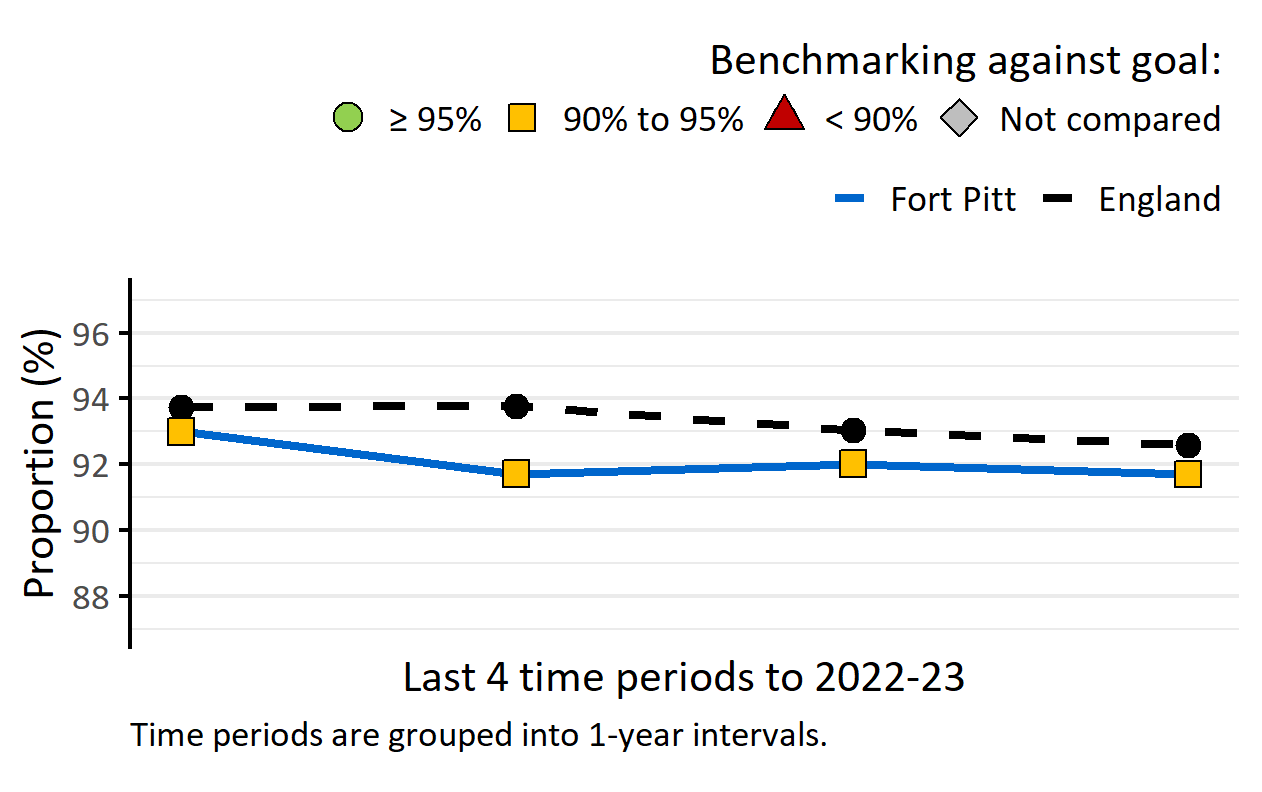 Benchmarking against goal:
≥ 95% 90% to 95% < 90% Not compared
Fort Pitt England
Proportion (%)
96
94
92
90
88
Last 4 time periods to 2022-23
Time periods are grouped into 1-year intervals.